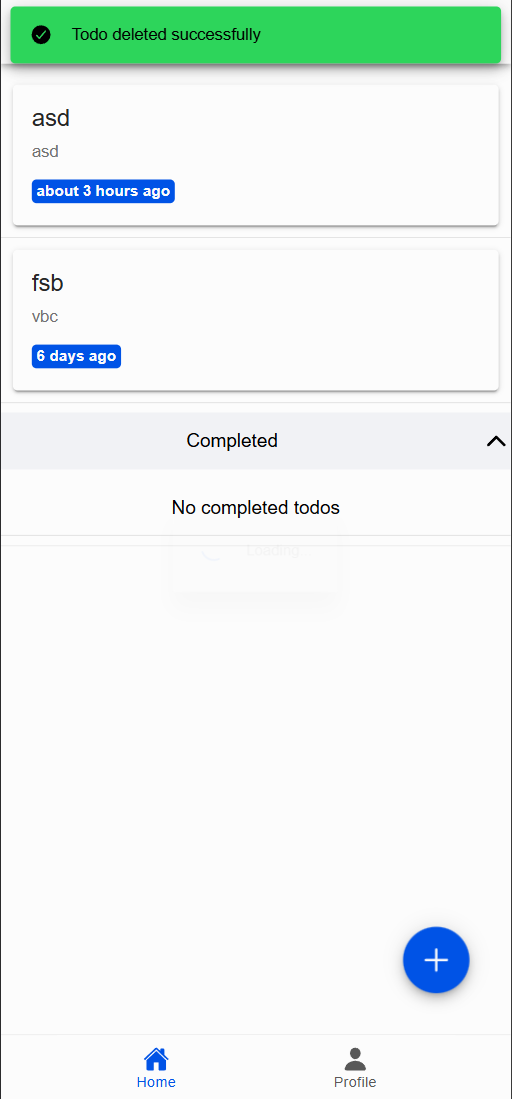 Todo deleted successfully
asd
asd
about 3 hours ago
fsb
vbc
6 days ago
Completed
No completed todos
Loading
Home
Profile